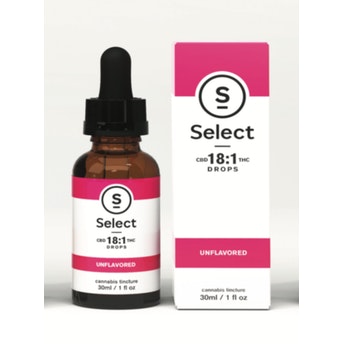 S
Select
CBD 18:1 THC
DROPS
UNFLAVORED
cannabis tincture
30ml / 1 fl oz
S
Select
CBD 18:1 THC
DROPS
UNFLAVORED
cannabis tincture
30ml / 1 fl oz